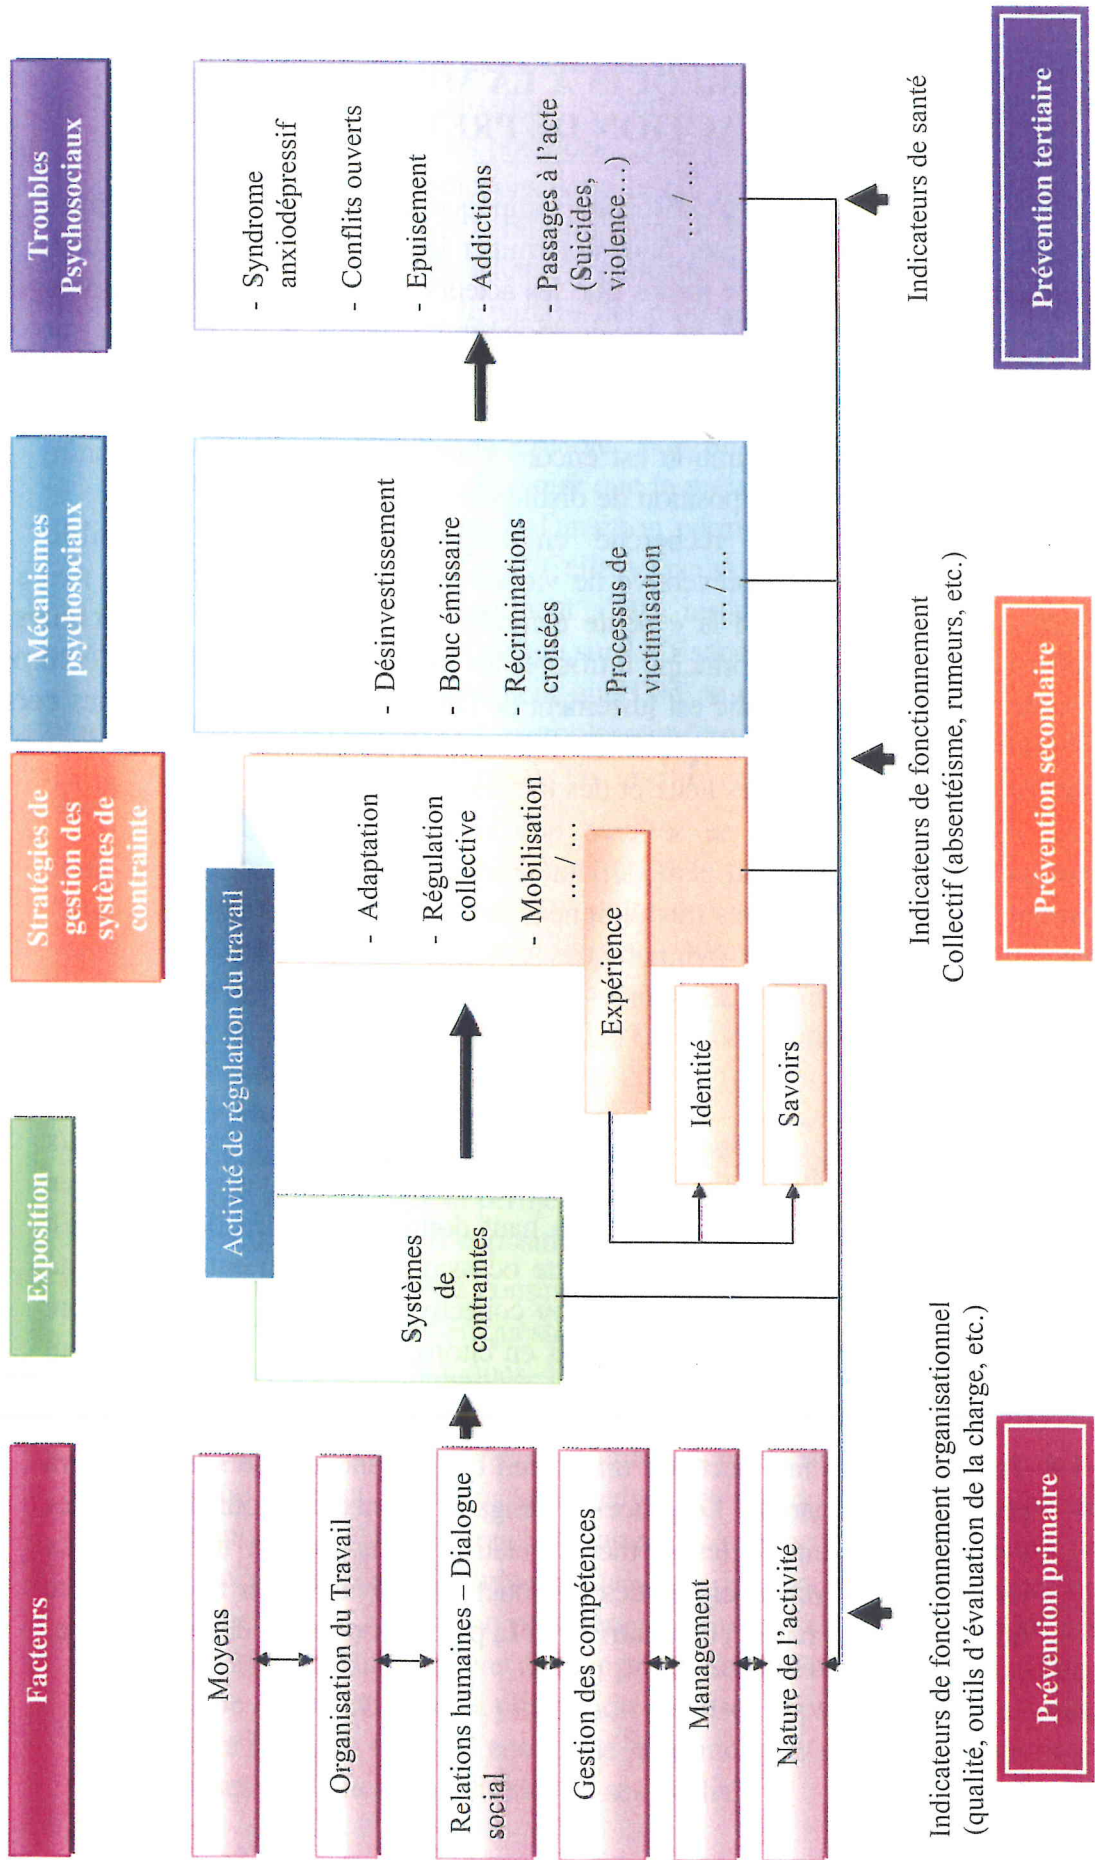 Facteurs
Exposition
Stratégies de
gestion des
systèmes de
contrainte
Mécanismes
psychosociaux
Troubles
Psychosociaux
Moyens
Organisation du Travail
Relations humaines – Dialogue
social
Gestion des compétences
Management
Nature de l'activité
Activité de régulation du travail
Systèmes
de
contraintes
- Adaptation
- Régulation
collective
- Mobilisation
… / …
Expérience
Identité
Savoirs
- Désinvestissement
- Bouc émissaire
- Récriminations
croisées
- Processus de
victimisation
… / …
- Syndrome
anxiodépressif
- Conflits ouverts
- Epuisement
- Addictions
- Passages à l'acte
(Suicides,
violence…)
… / …
Indicateurs de fonctionnement organisationnel
(qualité, outils d'évaluation de la charge, etc.)
Indicateurs de fonctionnement
Collectif (absentéisme, rumeurs, etc.)
Indicateurs de santé
Prévention primaire
Prévention secondaire
Prévention tertiaire